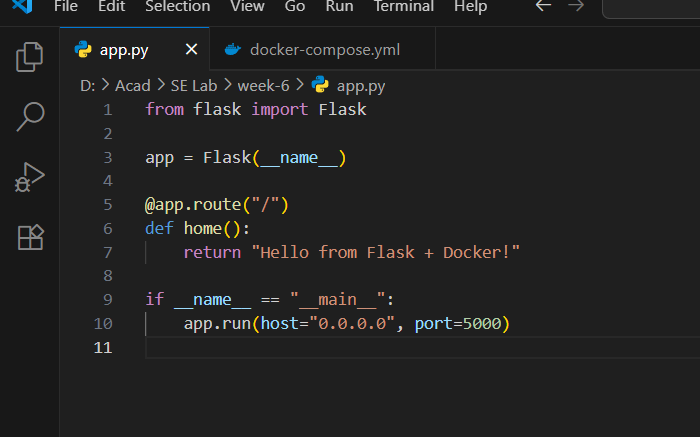 File Edit Selection View Go Run Terminal Help
app.py docker-compose.yml
D: > Acad > SE Lab > week-6 > app.py
1 from flask import Flask
2
3 app = Flask(__name__)
4
5 @app.route("/")
6 def home():
7     return "Hello from Flask + Docker!"
8
9 if __name__ == "__main__":
10     app.run(host="0.0.0.0", port=5000)
11